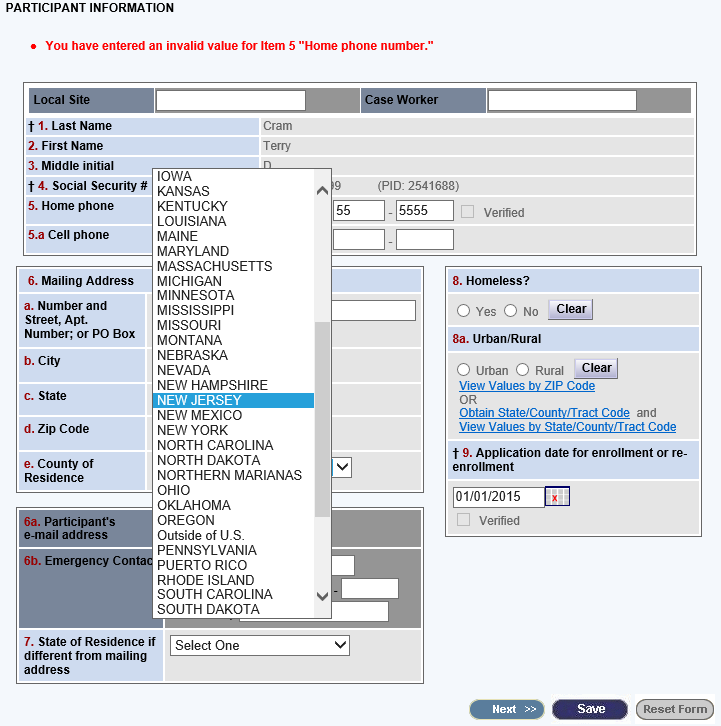 PARTICIPANT INFORMATION
• You have entered an invalid value for Item 5 "Home phone number."
Local Site
Case Worker
† 1. Last Name
Cram
2. First Name
Terry
3. Middle initial
D
† 4. Social Security #
99 (PID: 2541688)
5. Home phone
55 - 5555
Verified
5.a Cell phone
-
6. Mailing Address
a. Number and
Street, Apt.
Number; or PO Box
b. City
c. State
d. Zip Code
e. County of
Residence
IOWA
KANSAS
KENTUCKY
LOUISIANA
MAINE
MARYLAND
MASSACHUSETTS
MICHIGAN
MINNESOTA
MISSISSIPPI
MISSOURI
MONTANA
NEBRASKA
NEVADA
NEW HAMPSHIRE
NEW JERSEY
NEW MEXICO
NEW YORK
NORTH CAROLINA
NORTH DAKOTA
NORTHERN MARIANAS
OHIO
OKLAHOMA
OREGON
Outside of U.S.
PENNSYLVANIA
PUERTO RICO
RHODE ISLAND
SOUTH CAROLINA
SOUTH DAKOTA
6a. Participant's
e-mail address
6b. Emergency Contac
-
7. State of Residence if
different from mailing
address
Select One
8. Homeless?
Yes No Clear
8a. Urban/Rural
Urban Rural Clear
View Values by ZIP Code
OR
Obtain State/County/Tract Code and
View Values by State/County/Tract Code
† 9. Application date for enrollment or re-
enrollment
01/01/2015 x
Verified
Next >>
Save
Reset Form